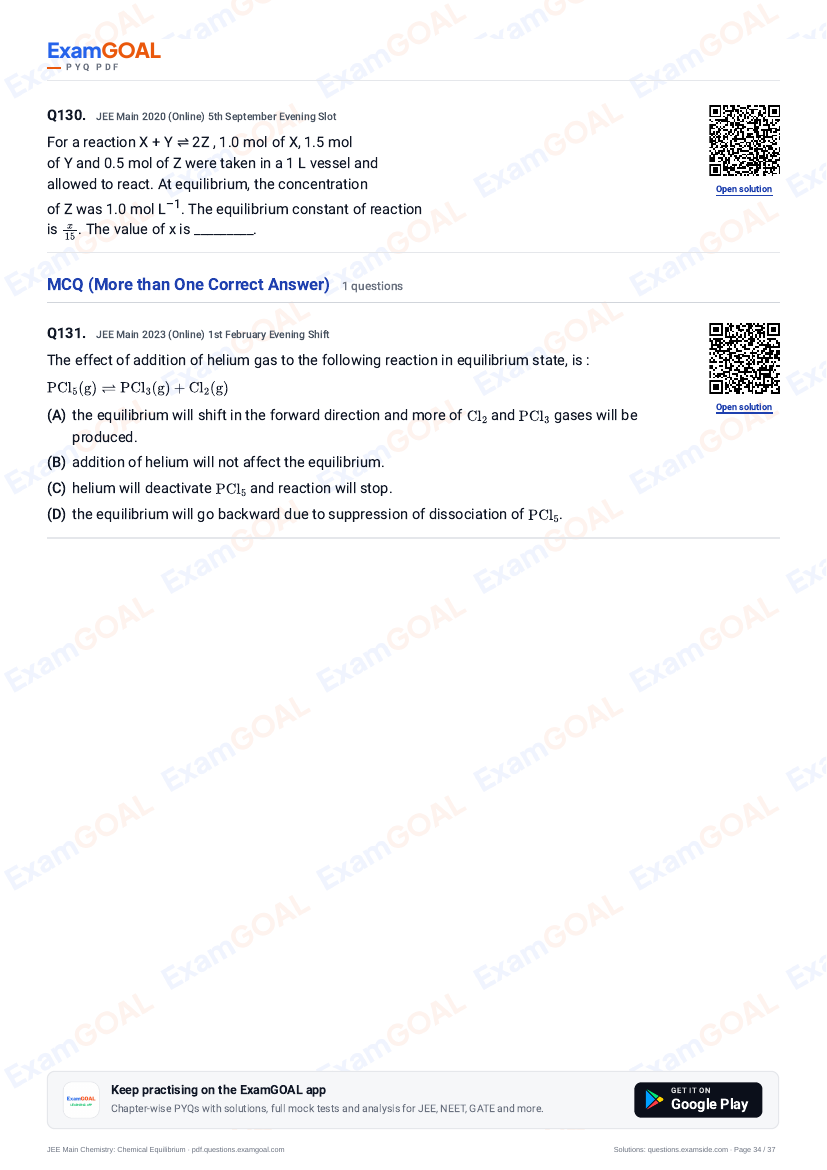 ExamGOAL
PYQ PDF
Q130. JEE Main 2020 (Online) 5th September Evening Slot
For a reaction X + Y ⇌ 2Z , 1.0 mol of X, 1.5 mol
of Y and 0.5 mol of Z were taken in a 1 L vessel and
allowed to react. At equilibrium, the concentration
of Z was 1.0 mol L⁻¹. The equilibrium constant of reaction
is x/15. The value of x is _________.
Open solution
MCQ (More than One Correct Answer) 1 questions
Q131. JEE Main 2023 (Online) 1st February Evening Shift
The effect of addition of helium gas to the following reaction in equilibrium state, is :
PCl₅(g) ⇌ PCl₃(g) + Cl₂(g)
(A) the equilibrium will shift in the forward direction and more of Cl₂ and PCl₃ gases will be
produced.
(B) addition of helium will not affect the equilibrium.
(C) helium will deactivate PCl₅ and reaction will stop.
(D) the equilibrium will go backward due to suppression of dissociation of PCl₅.
Open solution
ExamGOAL
Keep practising on the ExamGOAL app
Chapter-wise PYQs with solutions, full mock tests and analysis for JEE, NEET, GATE and more.
GET IT ON
Google Play
JEE Main Chemistry: Chemical Equilibrium · pdf.questions.examgoal.com
Solutions: questions.examside.com · Page 34 / 37